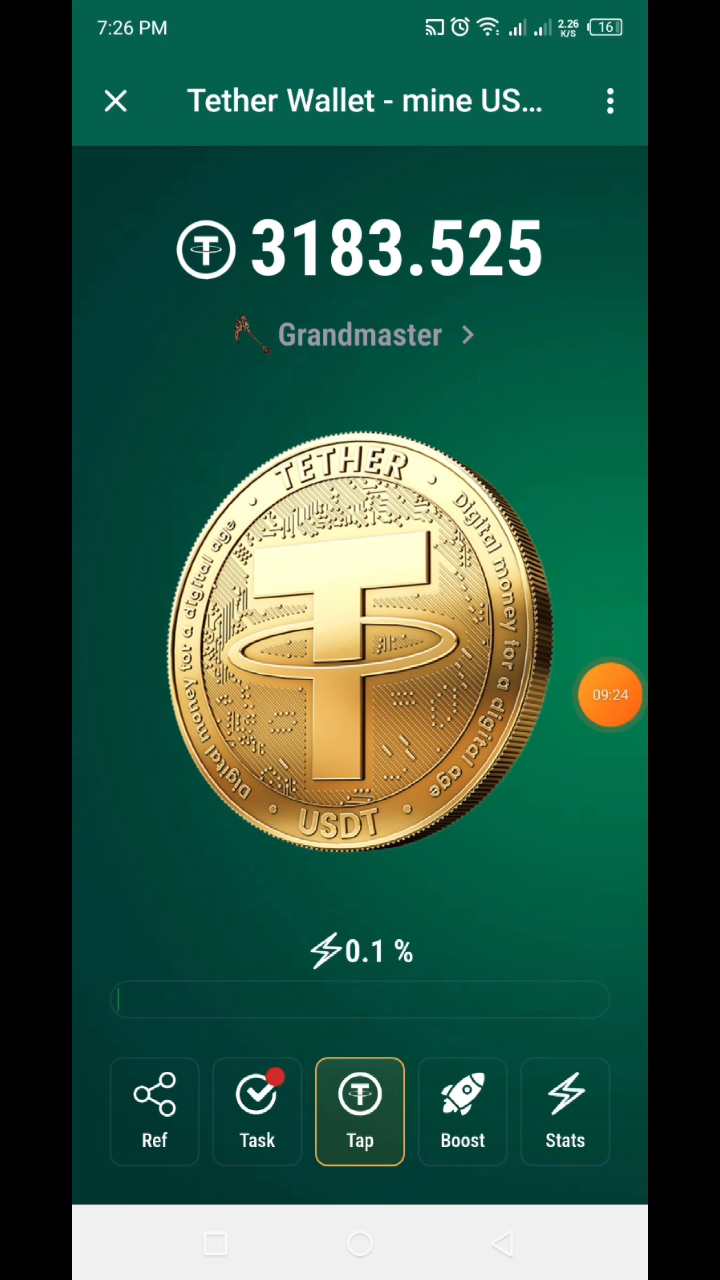 7:26 PM
2.26
K/S
16
Tether Wallet - mine US...
3183.525
Grandmaster
TETHER
Digital money for a digital age
Digital money for a digital age
USDT
09:24
0.1 %
Ref
Task
Tap
Boost
Stats